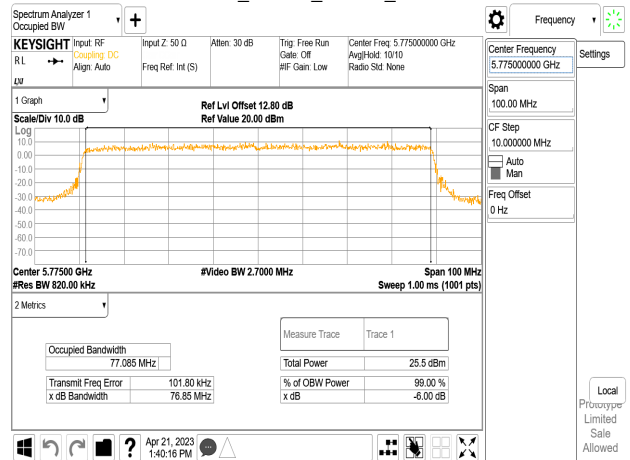 Spectrum Analyzer 1
Occupied BW
▼
+
Frequency
▼
KEYSIGHT
R L
LXI
Input: RF
Coupling: DC
Align: Auto
Input Z: 50 Ω
Freq Ref: Int (S)
Atten: 30 dB
Trig: Free Run
Gate: Off
#IF Gain: Low
Center Freq: 5.775000000 GHz
Avg|Hold: 10/10
Radio Std: None
Center Frequency
5.775000000 GHz
Settings
Span
100.00 MHz
CF Step
10.000000 MHz
Auto
Man
Freq Offset
0 Hz
1 Graph
▼
Scale/Div 10.0 dB
Ref Lvl Offset 12.80 dB
Ref Value 20.00 dBm
Log
10.0
0.00
-10.0
-20.0
-30.0
-40.0
-50.0
-60.0
-70.0
Center 5.77500 GHz
#Video BW 2.7000 MHz
Span 100 MHz
#Res BW 820.00 kHz
Sweep 1.00 ms (1001 pts)
2 Metrics
▼
Measure Trace
Trace 1
Occupied Bandwidth
77.085 MHz
Total Power
25.5 dBm
Transmit Freq Error
101.80 kHz
% of OBW Power
99.00 %
x dB Bandwidth
76.85 MHz
x dB
-6.00 dB
Local
Prototype
Limited
Sale
Allowed
?
Apr 21, 2023
1:40:16 PM